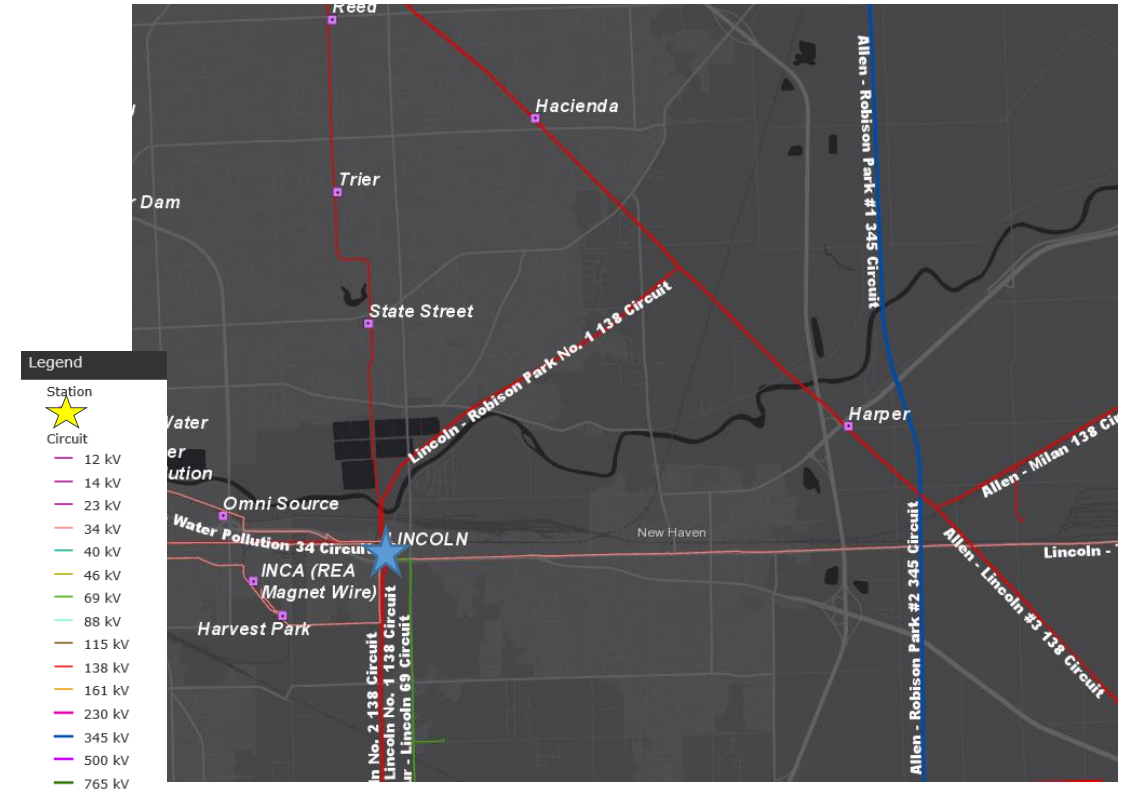 Reed
Hacienda
Trier
r Dam
State Street
Allen - Robison Park #1 345 Circuit
Lincoln - Robison Park No. 1 138 Circuit
Harper
Allen - Milan 138 Cir
Water
er
ution
Omni Source
Water Pollution 34 Circuit
LINCOLN
New Haven
Lincoln -
INCA (REA
Magnet Wire)
Harvest Park
n No. 2 138 Circuit
Lincoln No. 1 138 Circuit
ur - Lincoln 69 Circuit
Allen - Robison Park #2 345 Circuit
Allen - Lincoln #3 138 Circuit
Legend
Station
Circuit
12 kV
14 kV
23 kV
34 kV
40 kV
46 kV
69 kV
88 kV
115 kV
138 kV
161 kV
230 kV
345 kV
500 kV
765 kV